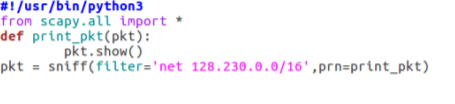 #!/usr/bin/python3
from scapy.all import *
def print_pkt(pkt):
        pkt.show()
pkt = sniff(filter='net 128.230.0.0/16',prn=print_pkt)